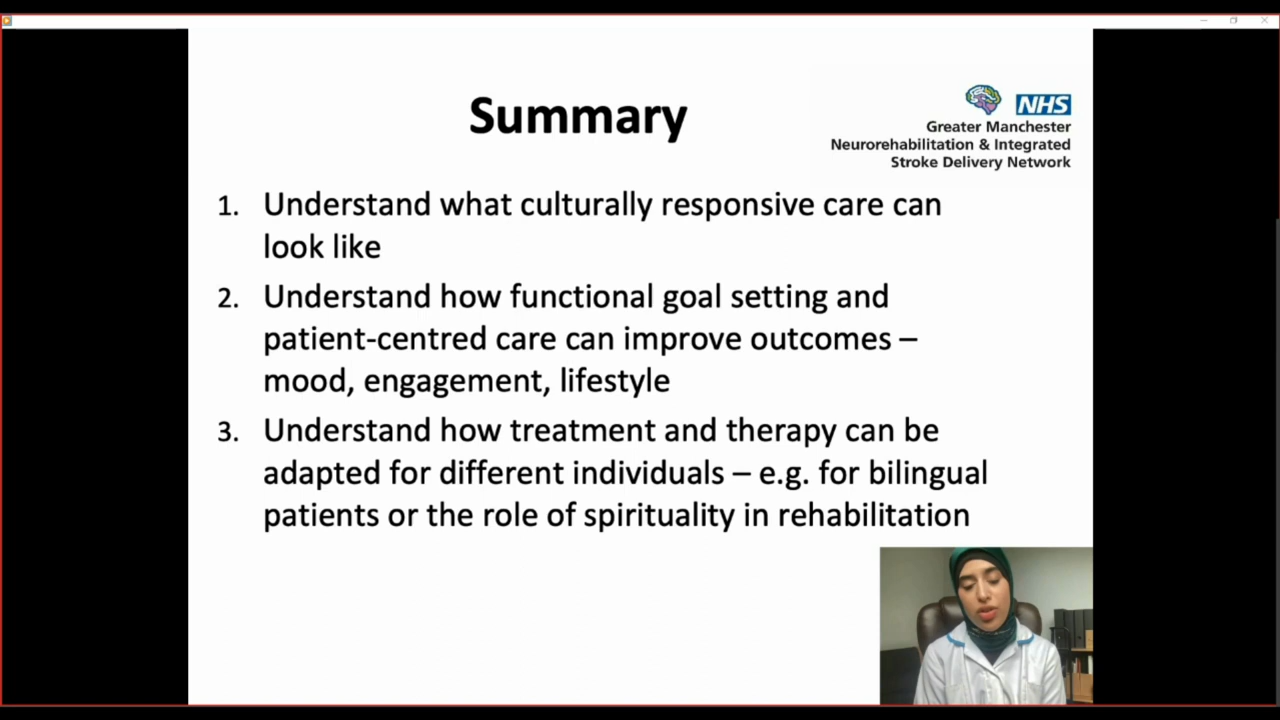 Summary
NHS
Greater Manchester
Neurorehabilitation & Integrated
Stroke Delivery Network
1. Understand what culturally responsive care can
look like
2. Understand how functional goal setting and
patient-centred care can improve outcomes –
mood, engagement, lifestyle
3. Understand how treatment and therapy can be
adapted for different individuals – e.g. for bilingual
patients or the role of spirituality in rehabilitation